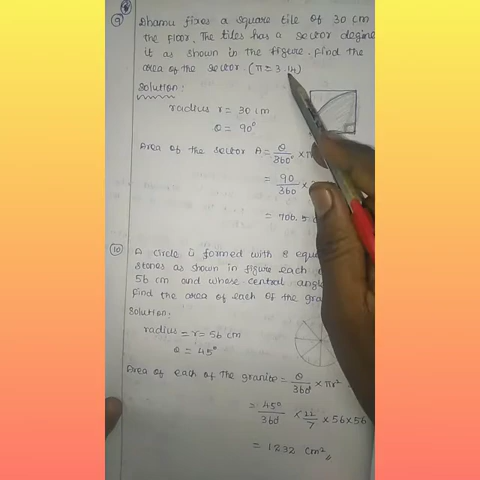 9) Dhamu fixes a square tile of 30 cm
the floor. The tiles has a sector degine
it as shown in the figure. Find the
area of the sector. (π = 3.14)
Solution:
radius r = 30 cm
θ = 90°
Area of the sector A = θ/360° × π
= 90/360 ×
= 706.5
10) A circle is formed with 8 equ
stones as shown in figure each
56 cm and whose central angl
Find the area of each of the gra
Solution:
radius = r = 56 cm
θ = 45°
Area of each of the granite = θ/360 × πr²
= 45°/360 × 22/7 × 56 × 56
= 1232 cm²